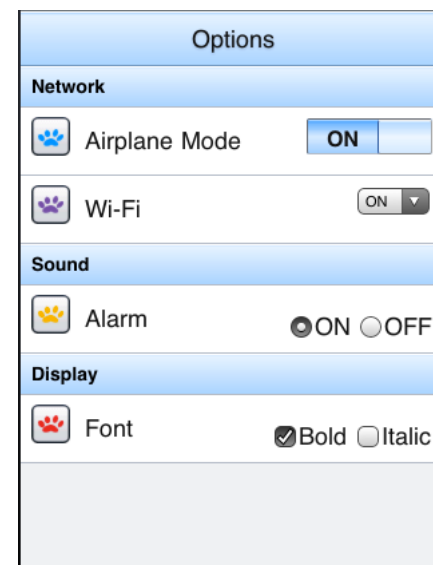 Options
Network
Airplane Mode ON
Wi-Fi ON
Sound
Alarm ON OFF
Display
Font Bold Italic